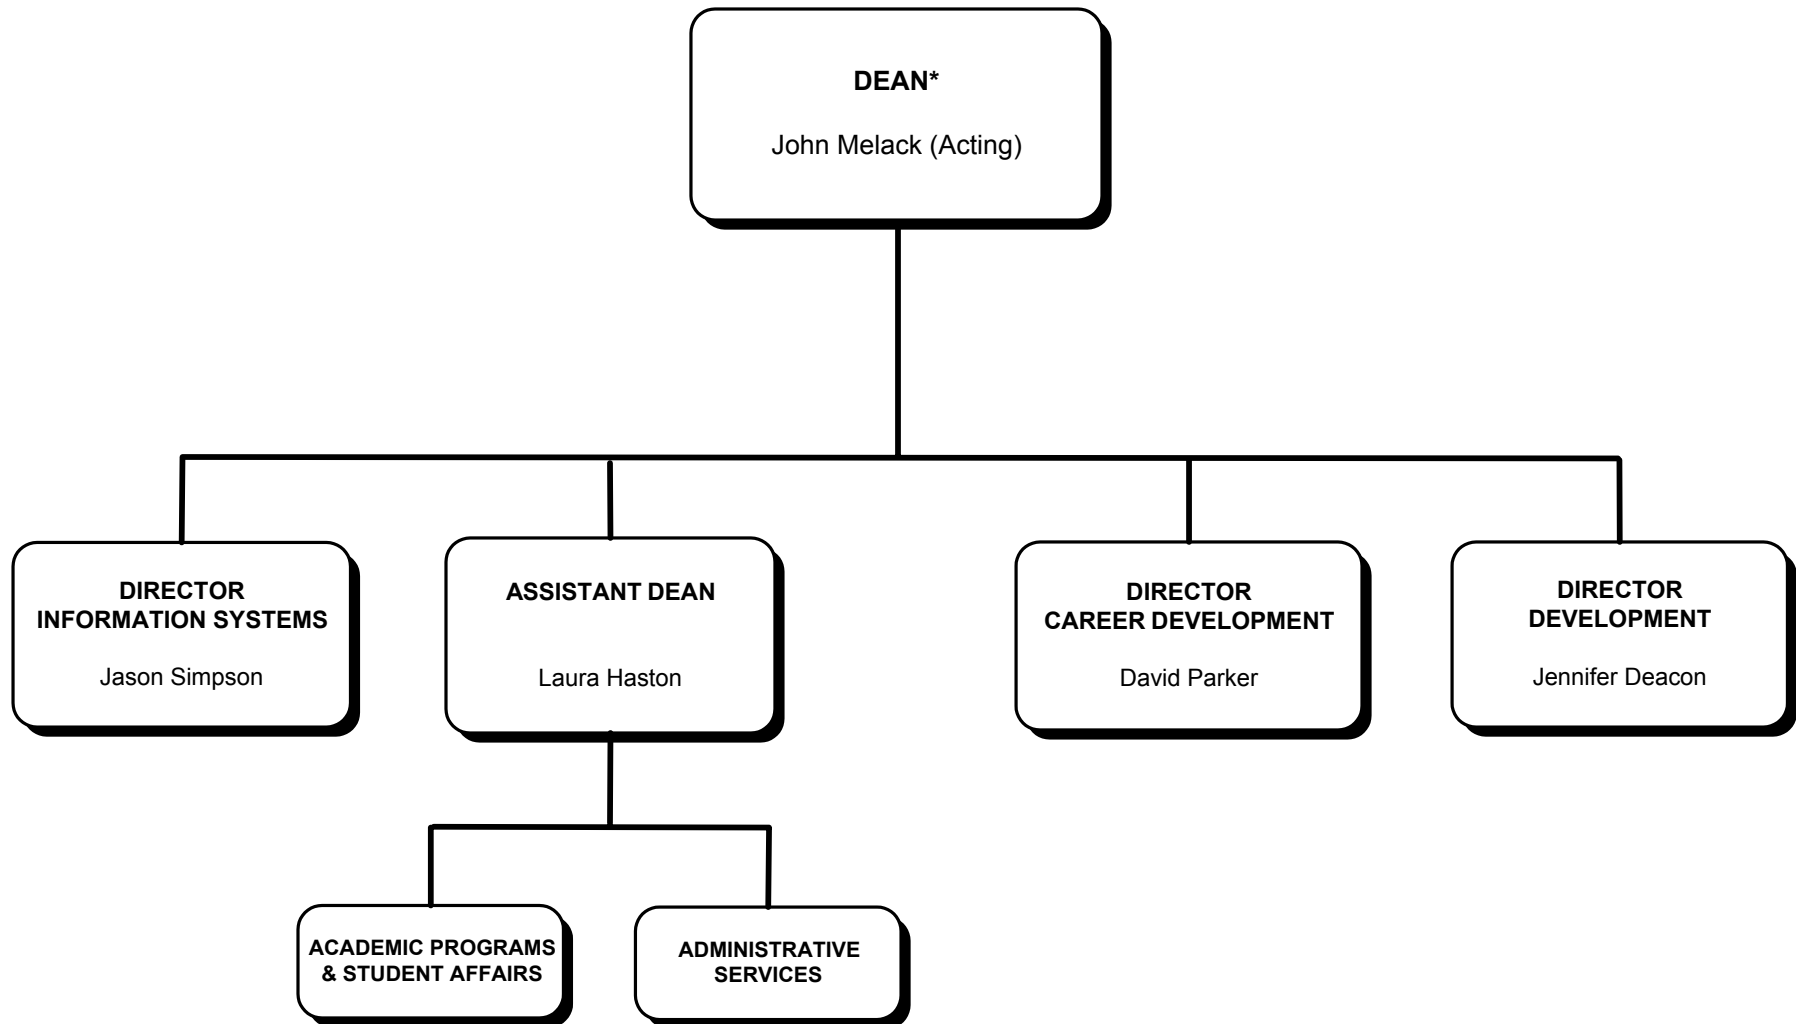 DEAN*
John Melack (Acting)
DIRECTOR
INFORMATION SYSTEMS
Jason Simpson
ASSISTANT DEAN
Laura Haston
DIRECTOR
CAREER DEVELOPMENT
David Parker
DIRECTOR
DEVELOPMENT
Jennifer Deacon
ACADEMIC PROGRAMS
& STUDENT AFFAIRS
ADMINISTRATIVE
SERVICES